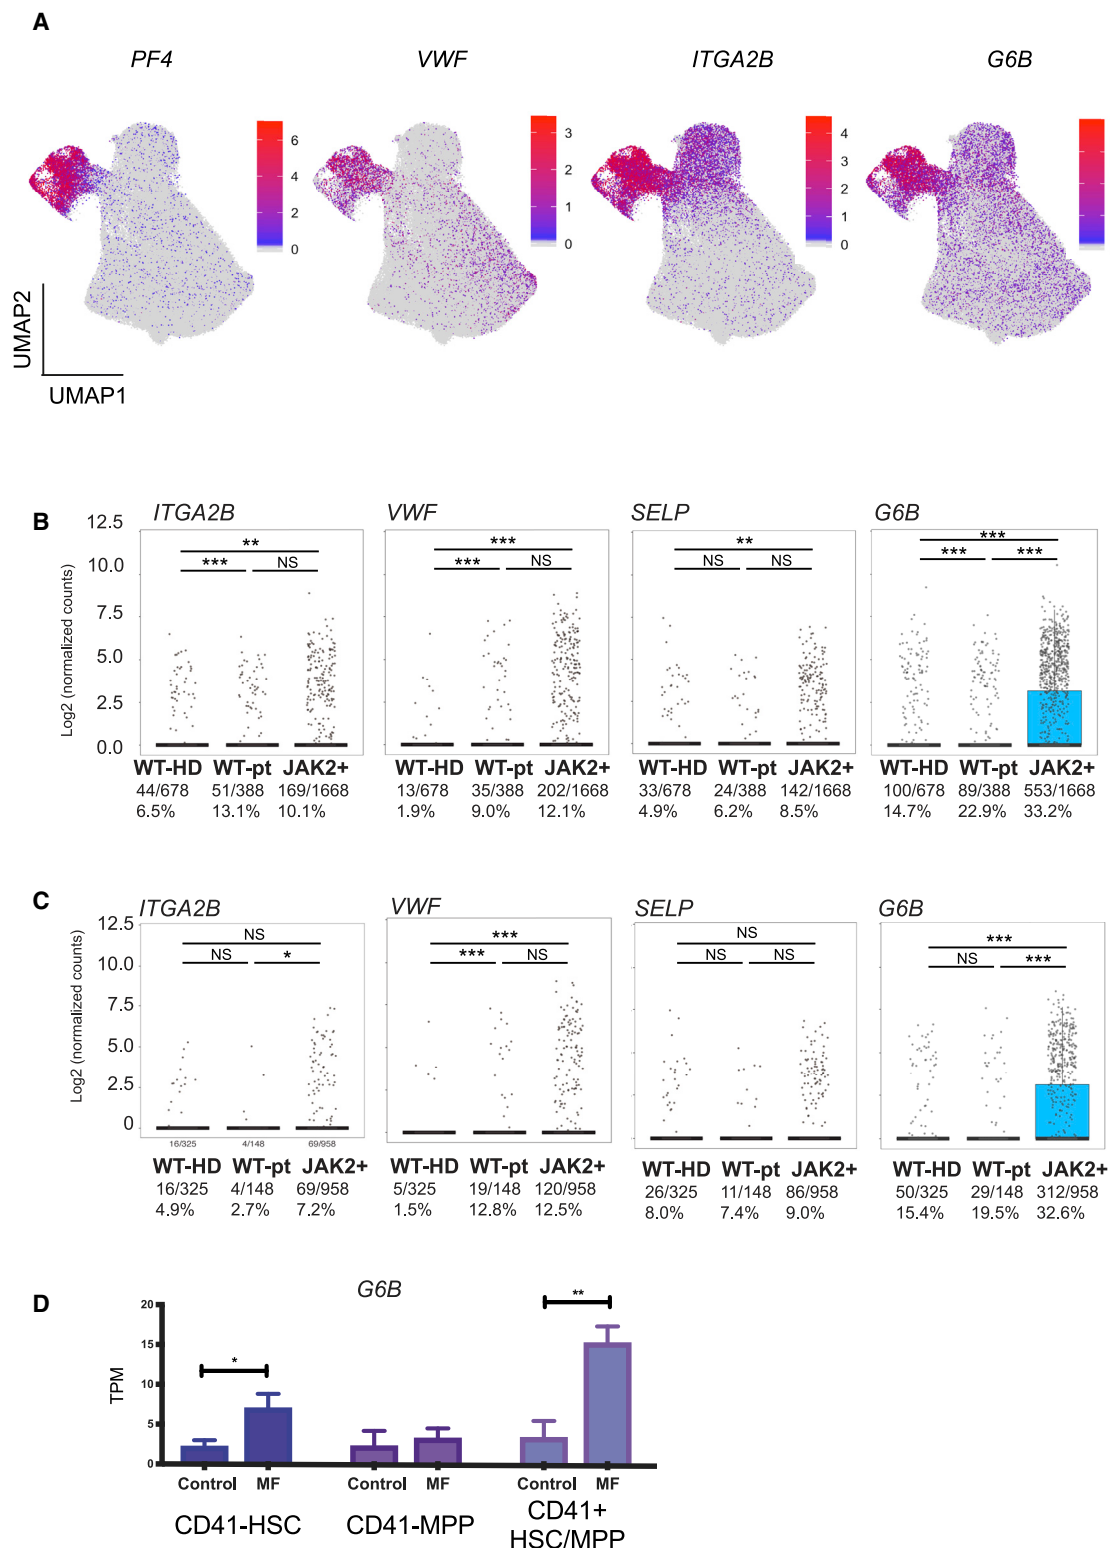 A
PF4 VWF ITGA2B G6B
6
4
2
0
3
2
1
0
4
3
2
1
0
UMAP2
UMAP1
B
ITGA2B VWF SELP G6B
Log2 (normalized counts)
12.5
10.0
7.5
5.0
2.5
0.0
** *** ** ***
*** NS *** NS NS NS *** ***
WT-HD WT-pt JAK2+ WT-HD WT-pt JAK2+ WT-HD WT-pt JAK2+ WT-HD WT-pt JAK2+
44/678 51/388 169/1668 13/678 35/388 202/1668 33/678 24/388 142/1668 100/678 89/388 553/1668
6.5% 13.1% 10.1% 1.9% 9.0% 12.1% 4.9% 6.2% 8.5% 14.7% 22.9% 33.2%
C
ITGA2B VWF SELP G6B
Log2 (normalized counts)
12.5
10.0
7.5
5.0
2.5
0
NS *** NS ***
NS * *** NS NS NS NS ***
16/325 4/148 69/958
WT-HD WT-pt JAK2+ WT-HD WT-pt JAK2+ WT-HD WT-pt JAK2+ WT-HD WT-pt JAK2+
16/325 4/148 69/958 5/325 19/148 120/958 26/325 11/148 86/958 50/325 29/148 312/958
4.9% 2.7% 7.2% 1.5% 12.8% 12.5% 8.0% 7.4% 9.0% 15.4% 19.5% 32.6%
D
G6B
TPM
20
15
10
5
0
* **
Control MF Control MF Control MF
CD41-HSC CD41-MPP CD41+
HSC/MPP